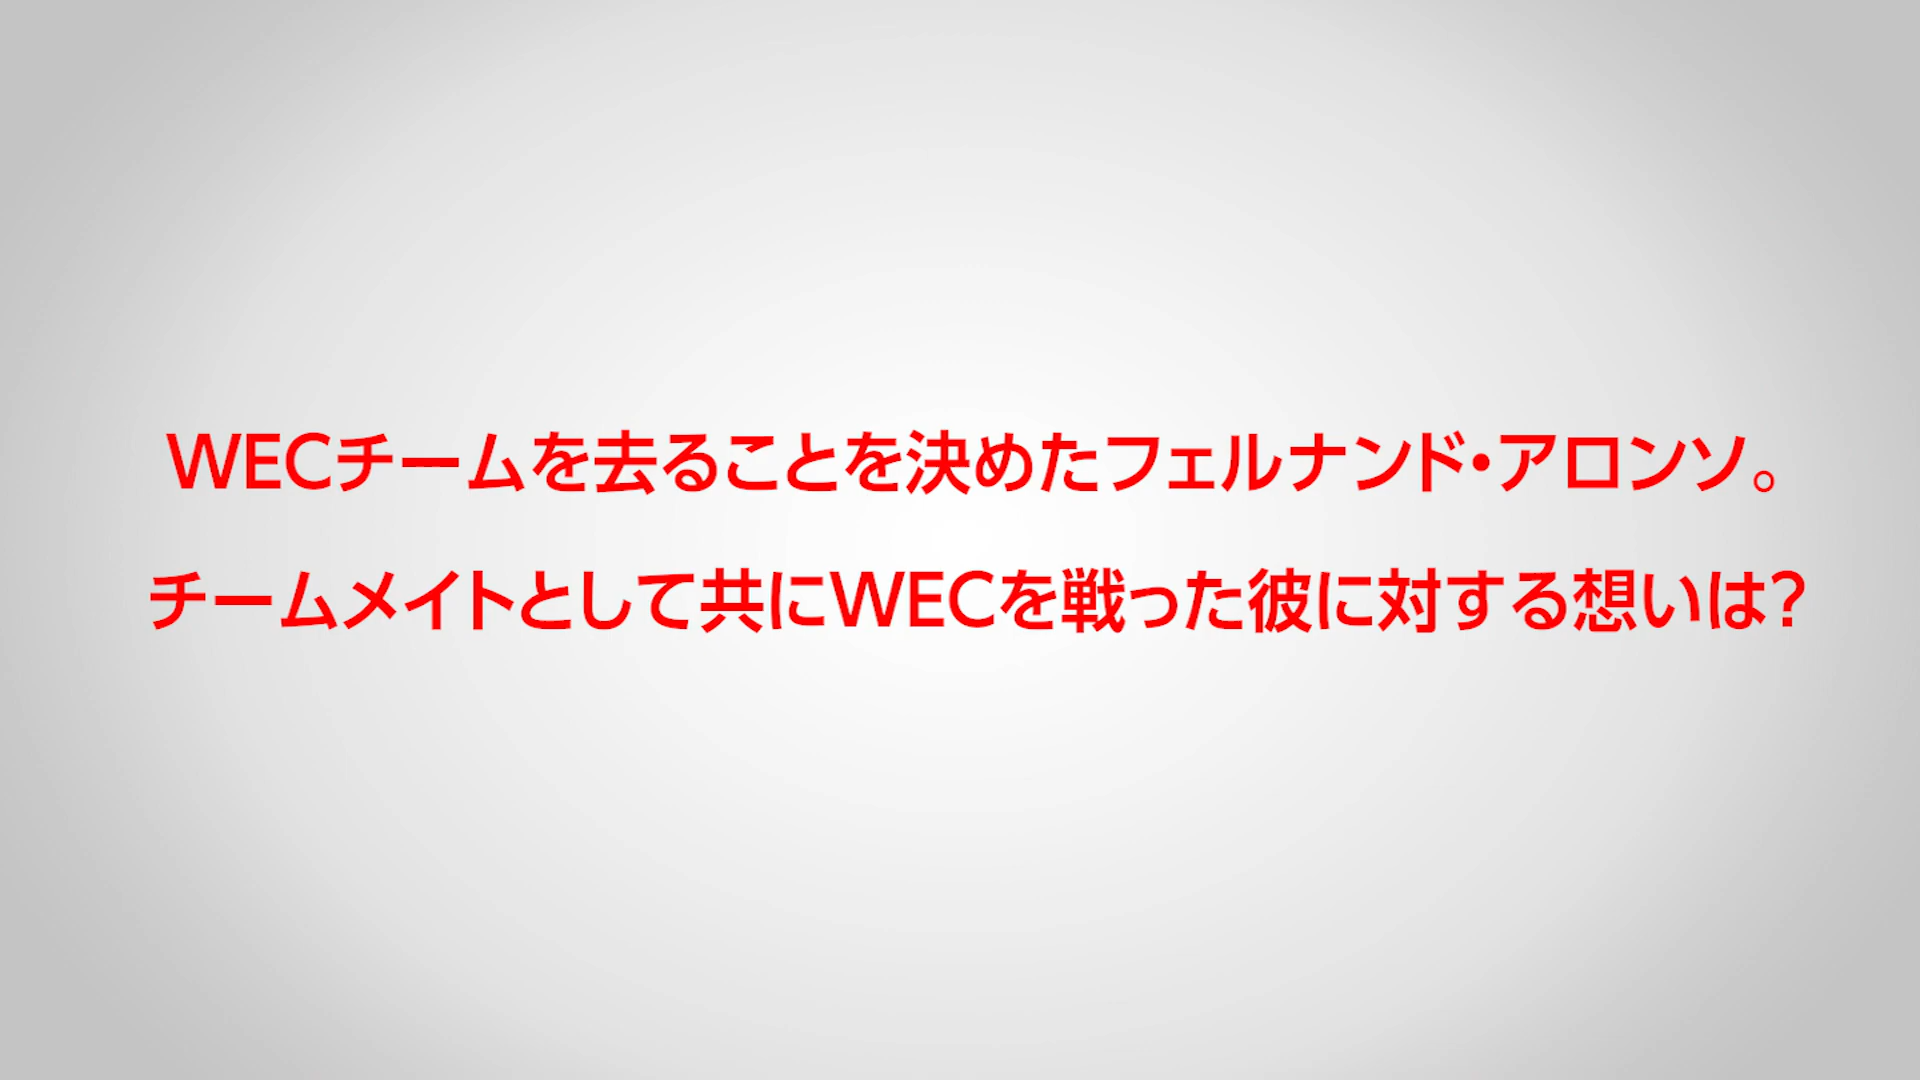 WECチームを去ることを決めたフェルナンド・アロンソ。
チームメイトとして共にWECを戦った彼に対する想いは?